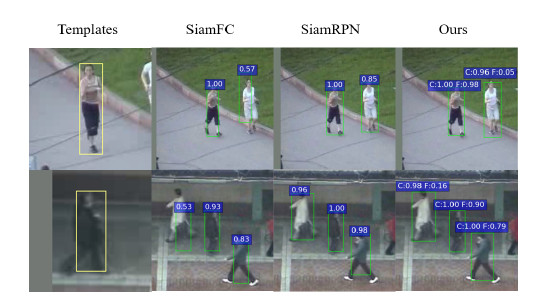 Templates SiamFC SiamRPN Ours
0.57 1.00
1.00 0.85
C:0.96 F:0.05
C:1.00 F:0.98
0.53 0.93 0.83
0.96 1.00 0.98
C:0.98 F:0.16
C:1.00 F:0.90
C:1.00 F:0.79